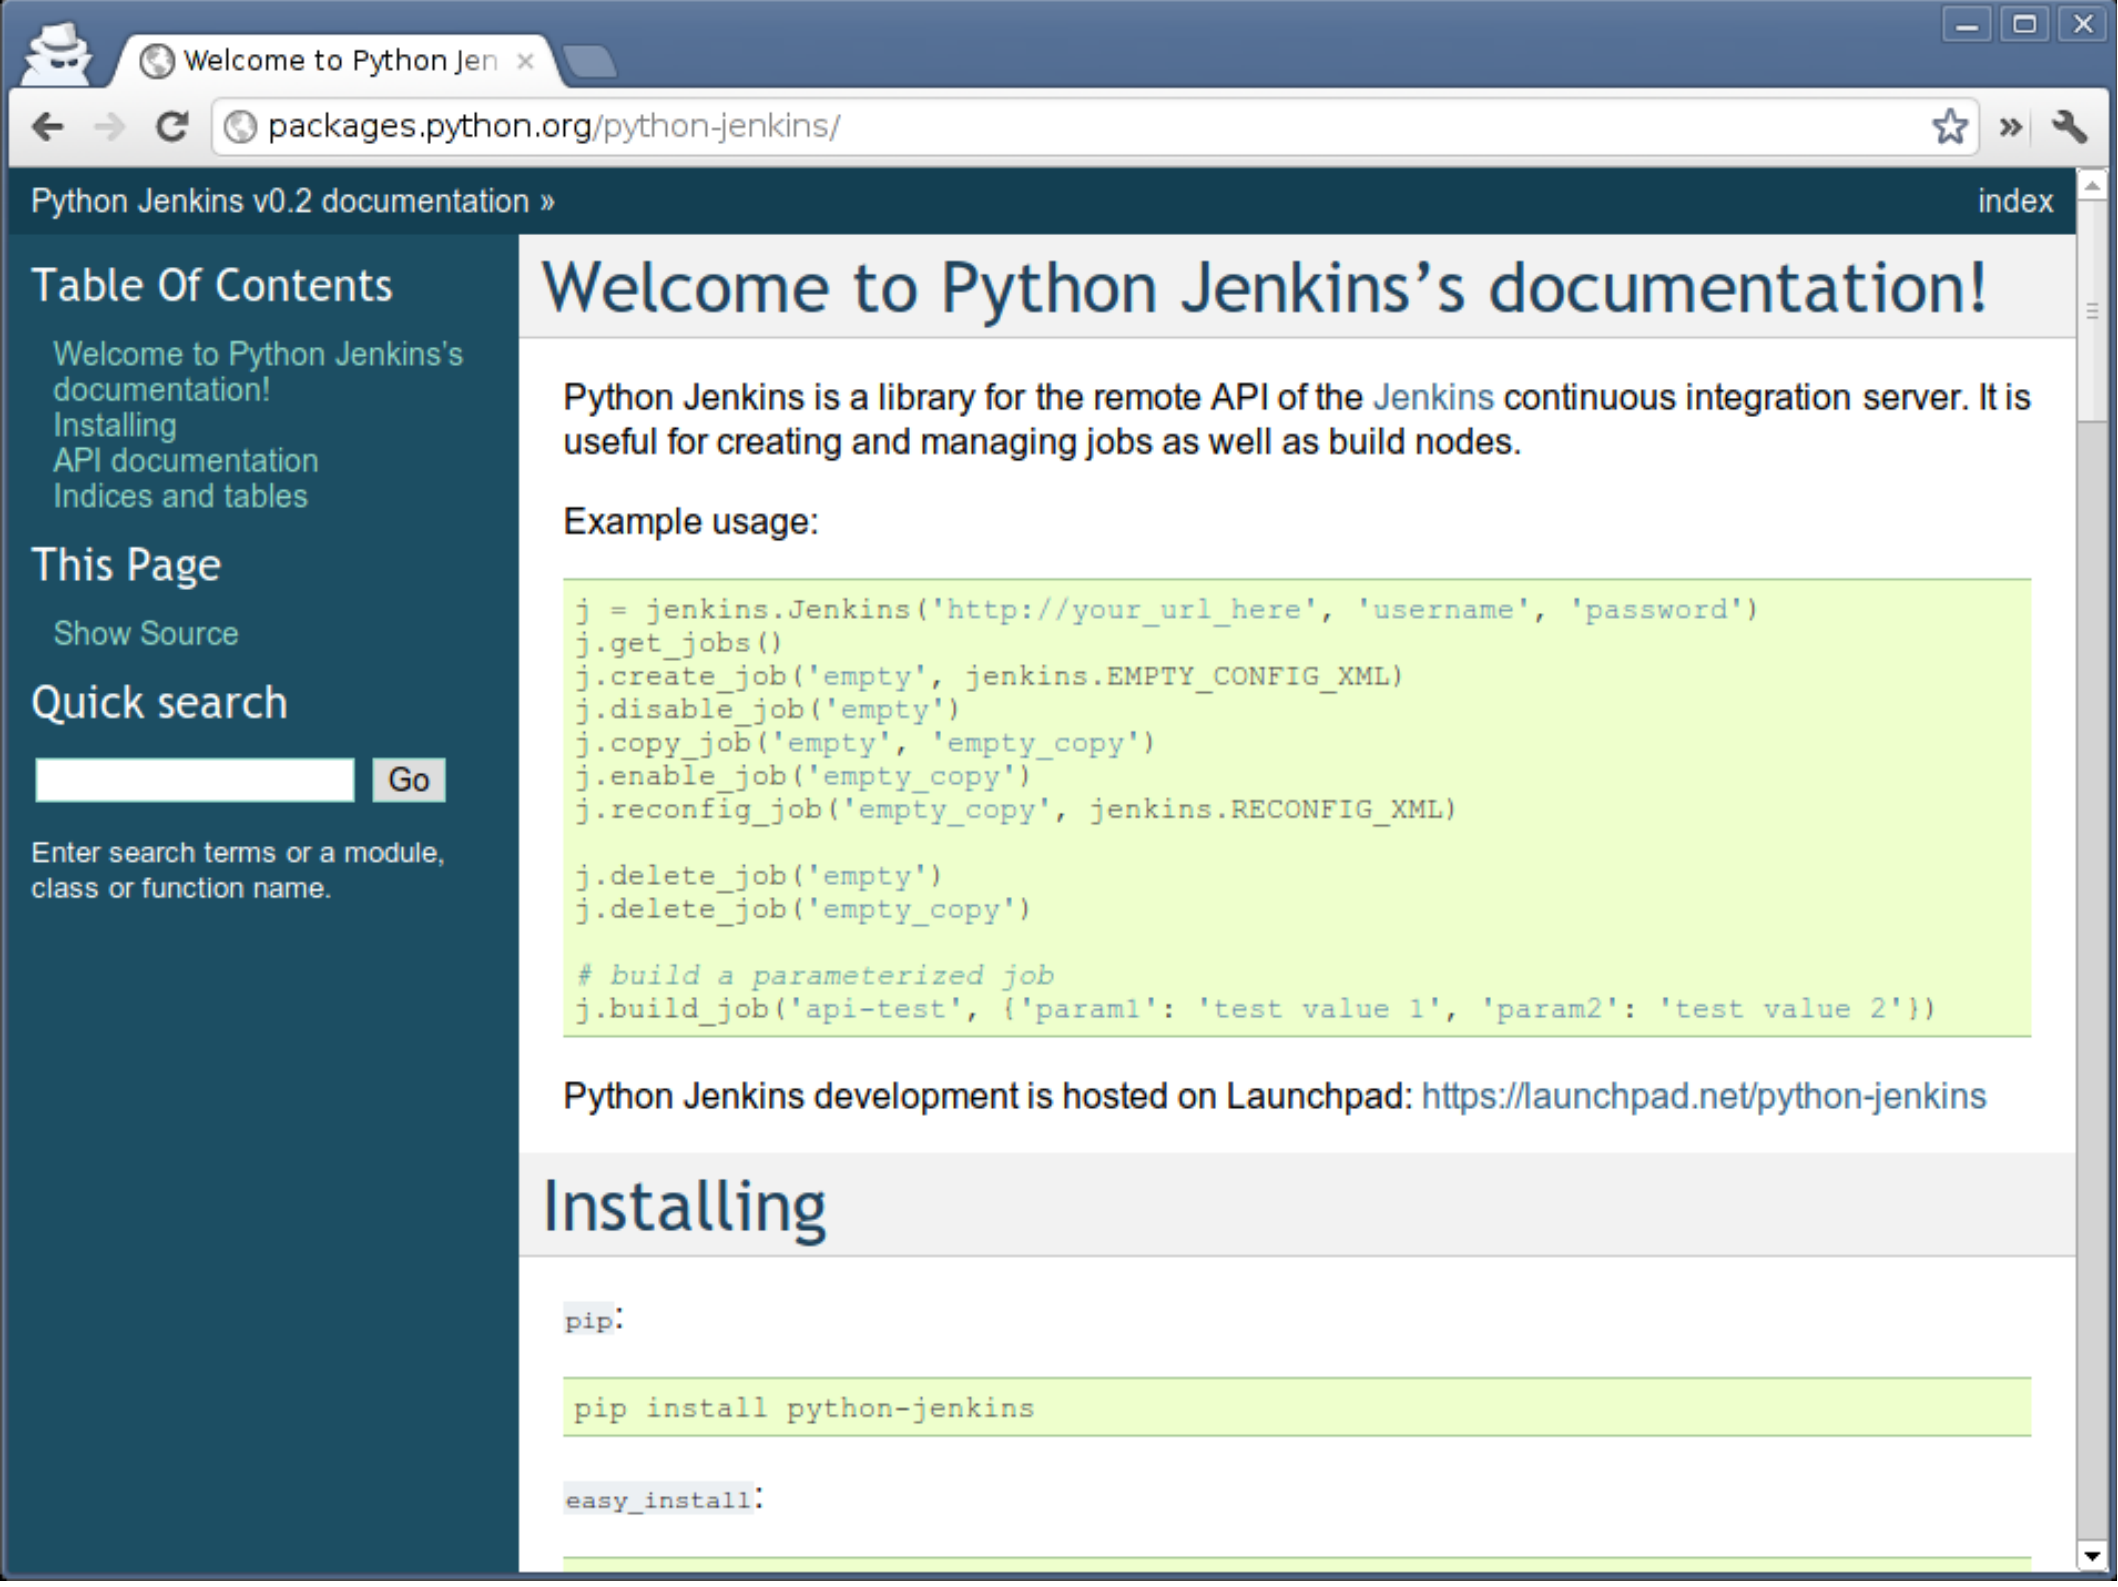 Welcome to Python Jen
packages.python.org/python-jenkins/
Python Jenkins v0.2 documentation »
index
Table Of Contents
Welcome to Python Jenkins's
documentation!
Installing
API documentation
Indices and tables
This Page
Show Source
Quick search
Go
Enter search terms or a module,
class or function name.
Welcome to Python Jenkins’s documentation!
Python Jenkins is a library for the remote API of the Jenkins continuous integration server. It is
useful for creating and managing jobs as well as build nodes.
Example usage:
j = jenkins.Jenkins('http://your_url_here', 'username', 'password')
j.get_jobs()
j.create_job('empty', jenkins.EMPTY_CONFIG_XML)
j.disable_job('empty')
j.copy_job('empty', 'empty_copy')
j.enable_job('empty_copy')
j.reconfig_job('empty_copy', jenkins.RECONFIG_XML)
j.delete_job('empty')
j.delete_job('empty_copy')
# build a parameterized job
j.build_job('api-test', {'param1': 'test value 1', 'param2': 'test value 2'})
Python Jenkins development is hosted on Launchpad: https://launchpad.net/python-jenkins
Installing
pip:
pip install python-jenkins
easy_install: